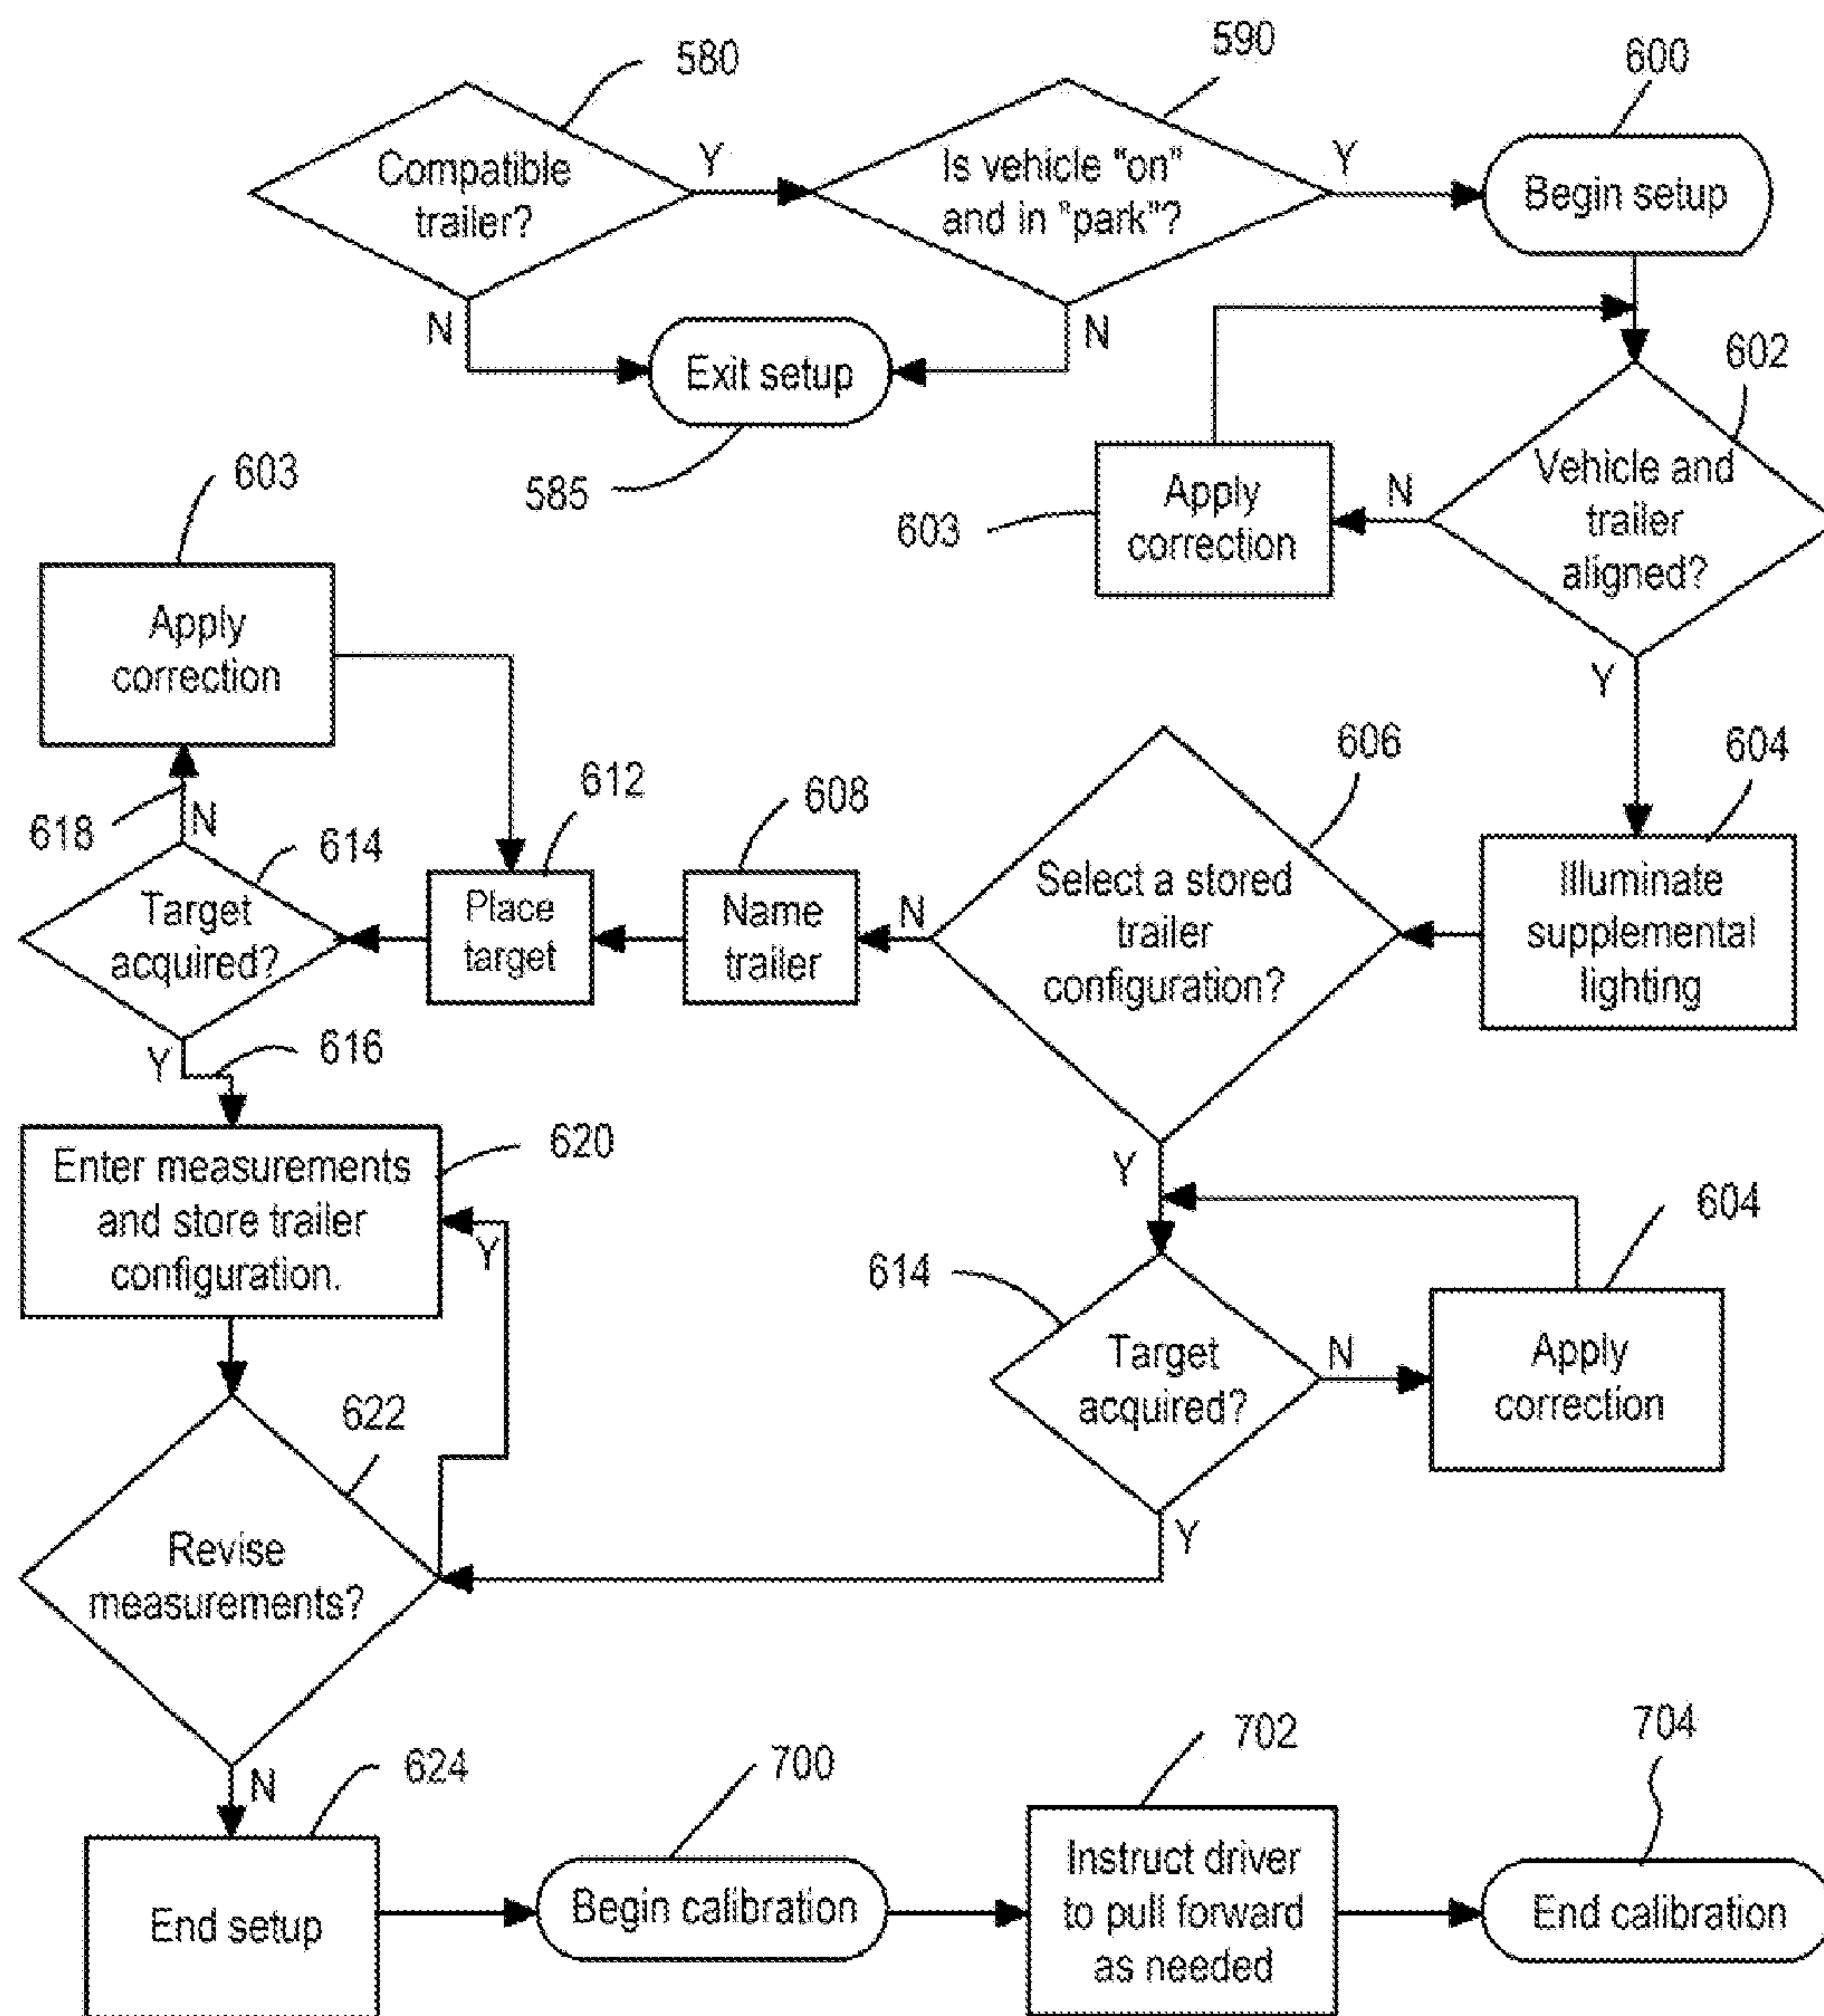 580
590
600
Compatible
trailer?
Y
Is vehicle "on"
and in "park"?
Y
Begin setup
N
Exit setup
N
585
602
Vehicle and
trailer
aligned?
N
Apply
correction
603
603
Apply
correction
Y
604
Illuminate
supplemental
lighting
606
Select a stored
trailer
configuration?
N
608
Name
trailer
612
Place
target
614
Target
acquired?
618
N
Y
616
620
Enter measurements
and store trailer
configuration.
Y
Y
604
614
Target
acquired?
N
Apply
correction
Y
622
Revise
measurements?
N
624
End setup
700
Begin calibration
702
Instruct driver
to pull forward
as needed
704
End calibration